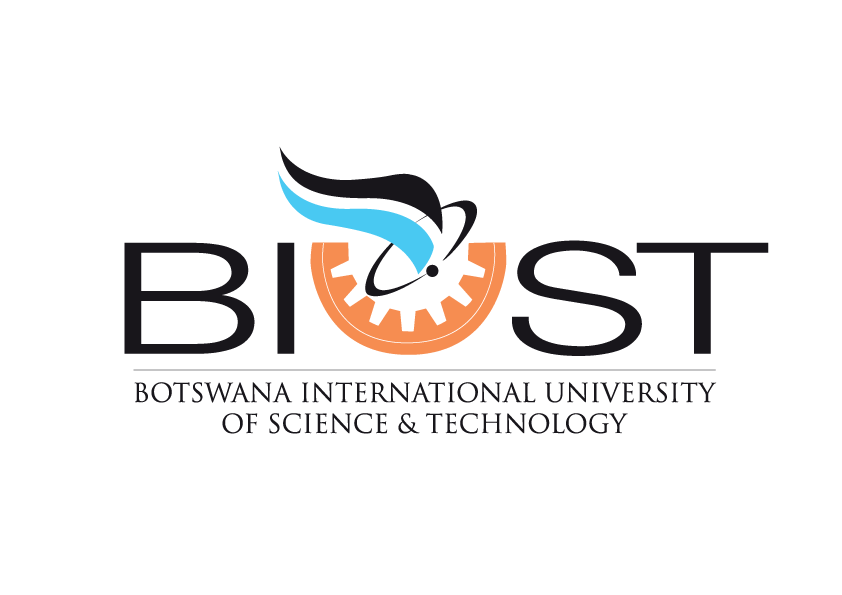 BIUST
BOTSWANA INTERNATIONAL UNIVERSITY
OF SCIENCE & TECHNOLOGY